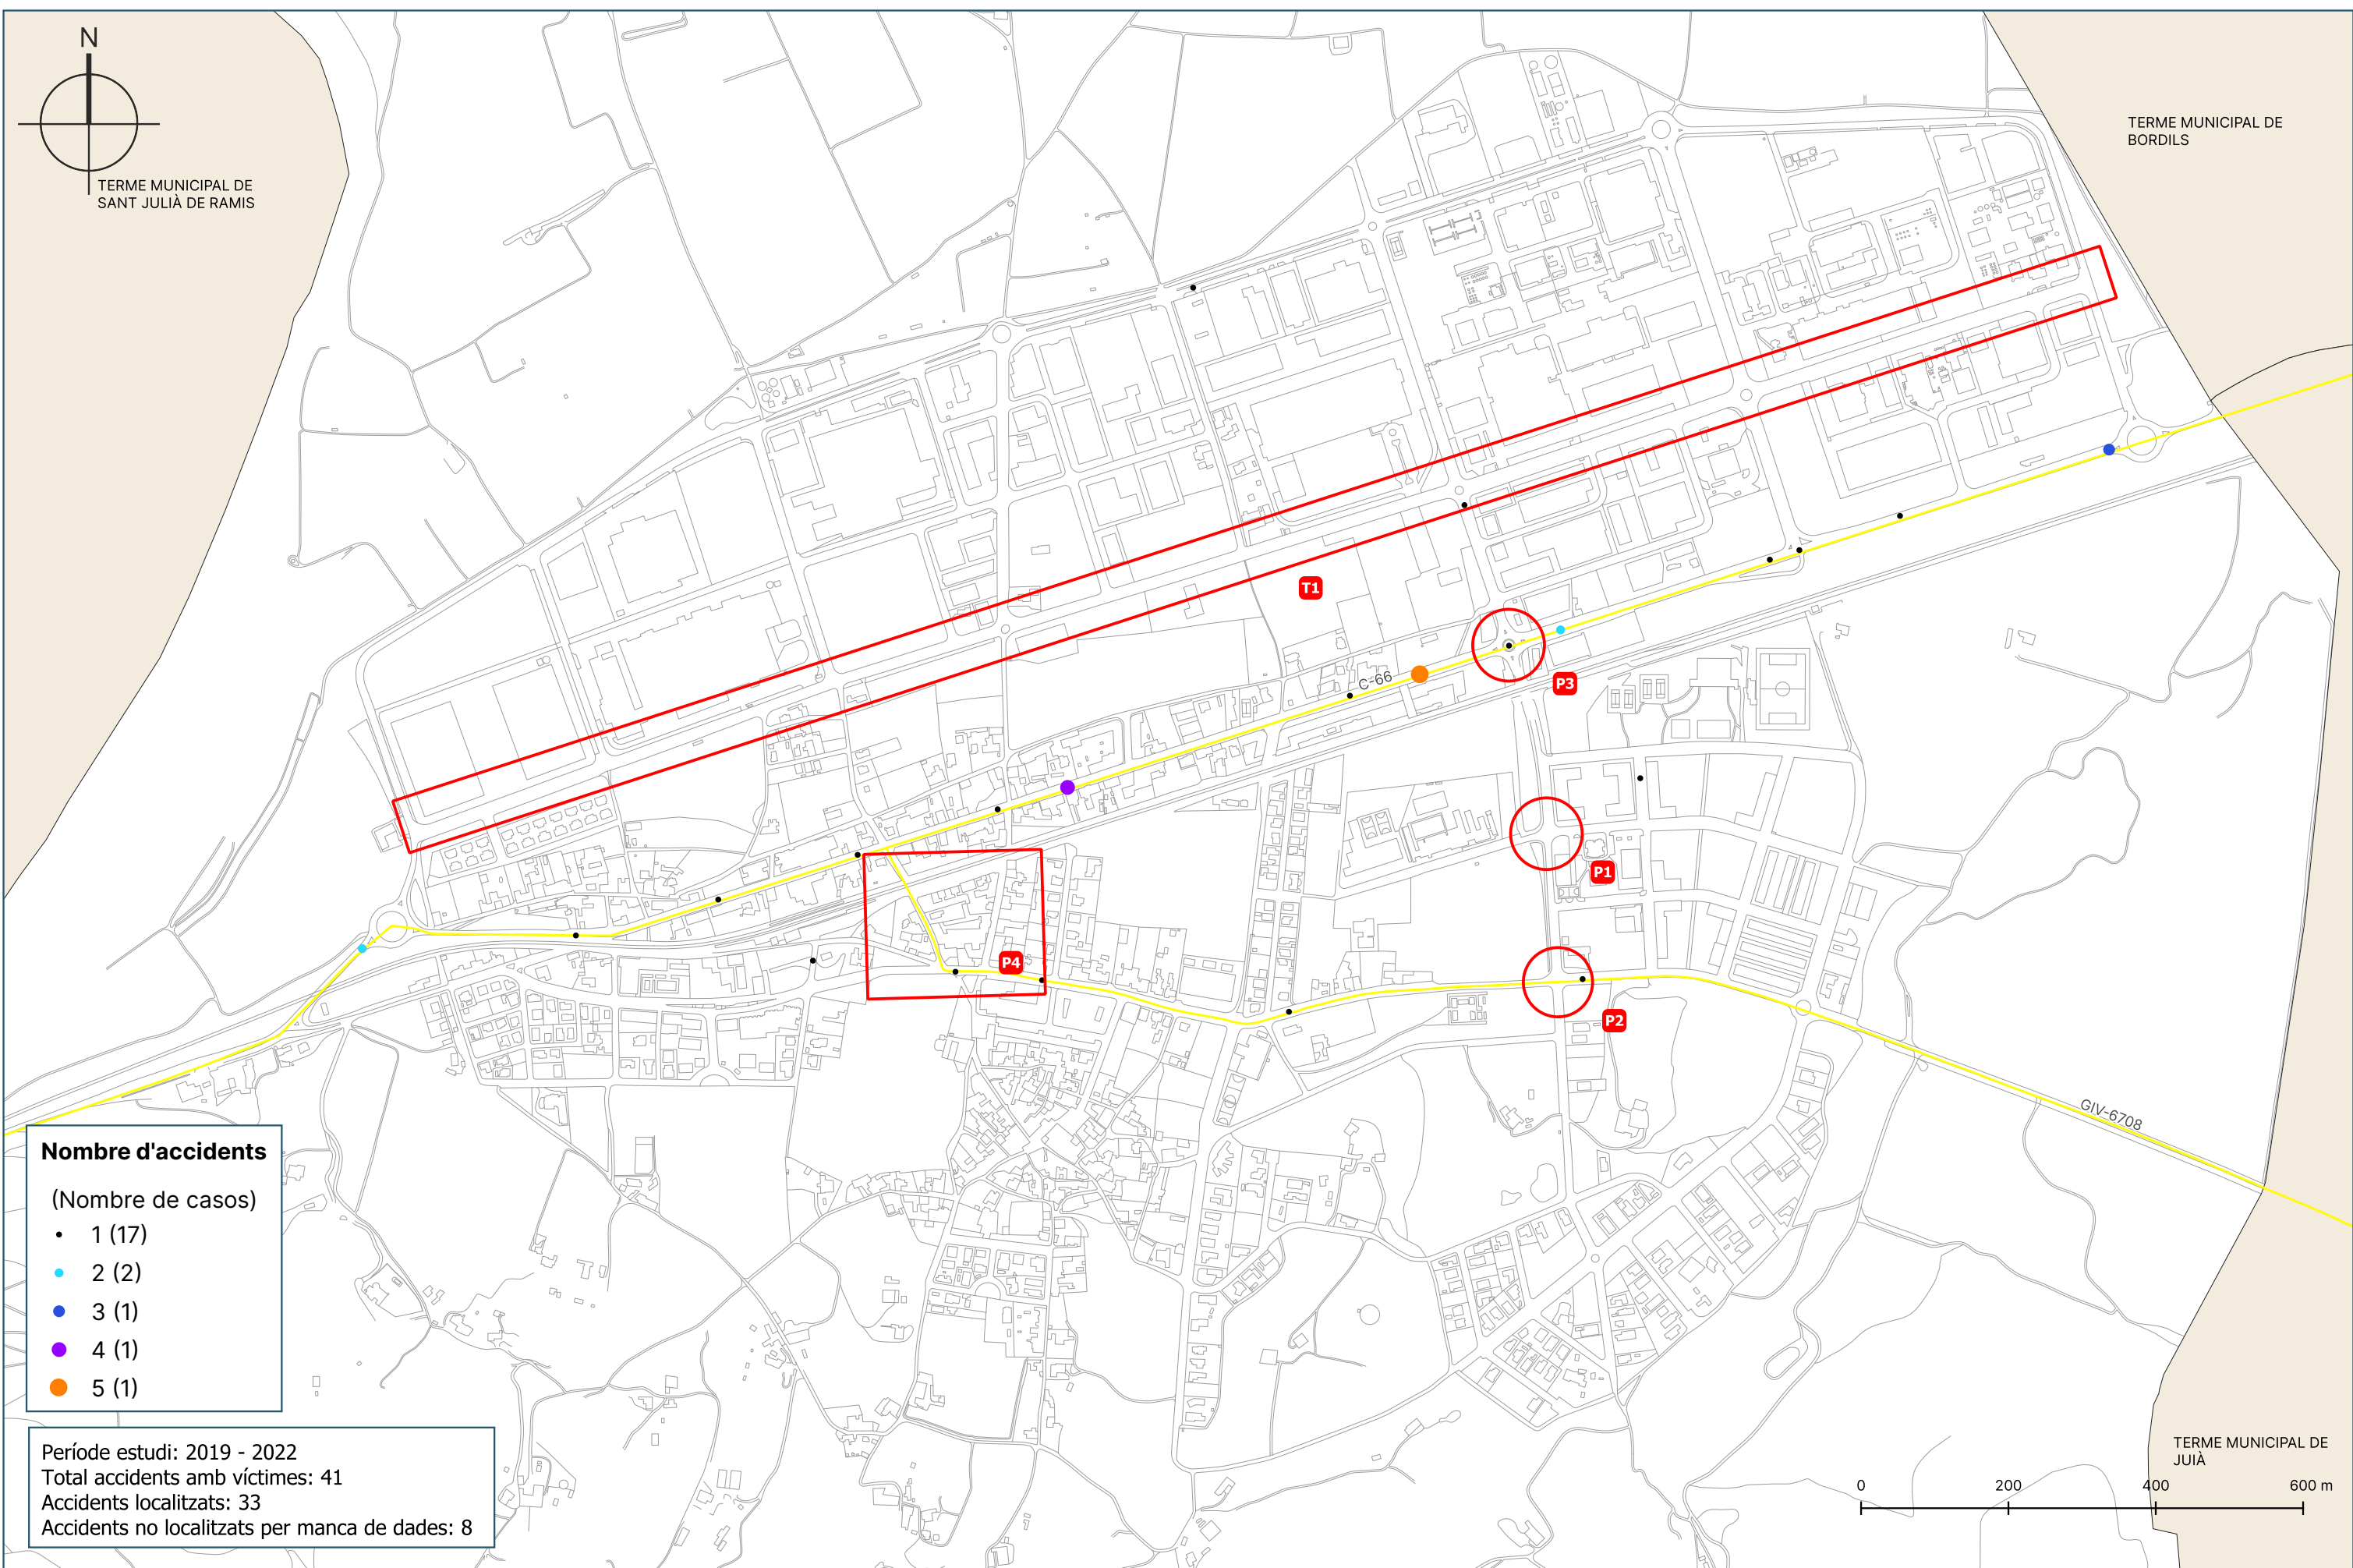 N
TERME MUNICIPAL DE
SANT JULIÀ DE RAMIS
TERME MUNICIPAL DE
BORDILS
T1
C-66
P3
P1
P4
P2
GIV-6708
Nombre d'accidents
(Nombre de casos)
1 (17)
2 (2)
3 (1)
4 (1)
5 (1)
Període estudi: 2019 - 2022
Total accidents amb víctimes: 41
Accidents localitzats: 33
Accidents no localitzats per manca de dades: 8
TERME MUNICIPAL DE
JUIÀ
0 200 400 600 m